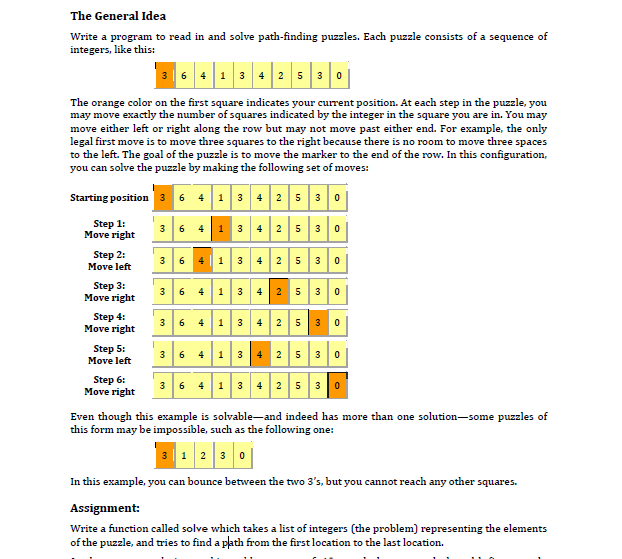 The General Idea
Write a program to read in and solve path-finding puzzles. Each puzzle consists of a sequence of
integers, like this:
3 6 4 1 3 4 2 5 3 0
The orange color on the first square indicates your current position. At each step in the puzzle, you
may move exactly the number of squares indicated by the integer in the square you are in. You may
move either left or right along the row but may not move past either end. For example, the only
legal first move is to move three squares to the right because there is no room to move three spaces
to the left. The goal of the puzzle is to move the marker to the end of the row. In this configuration,
you can solve the puzzle by making the following set of moves:
Starting position 3 6 4 1 3 4 2 5 3 0
Step 1:
Move right
3 6 4 1 3 4 2 5 3 0
Step 2:
Move left
3 6 4 1 3 4 2 5 3 0
Step 3:
Move right
3 6 4 1 3 4 2 5 3 0
Step 4:
Move right
3 6 4 1 3 4 2 5 3 0
Step 5:
Move left
3 6 4 1 3 4 2 5 3 0
Step 6:
Move right
3 6 4 1 3 4 2 5 3 0
Even though this example is solvable—and indeed has more than one solution—some puzzles of
this form may be impossible, such as the following one:
3 1 2 3 0
In this example, you can bounce between the two 3's, but you cannot reach any other squares.
Assignment:
Write a function called solve which takes a list of integers (the problem) representing the elements
of the puzzle, and tries to find a path from the first location to the last location.